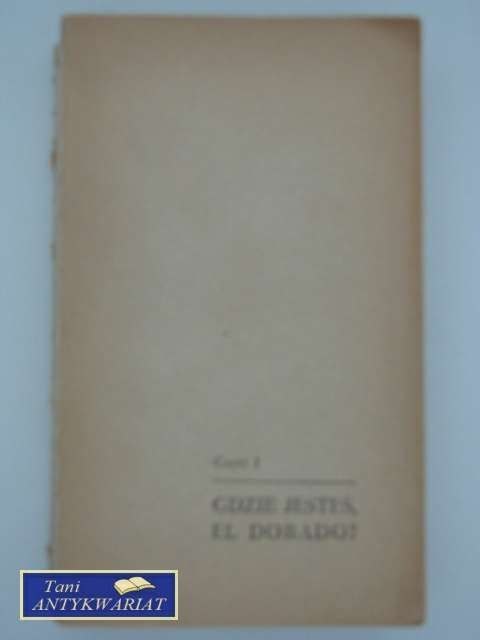 Część I
GDZIE JESTEŚ,
EL DORADO?
Tani
ANTYKWARIAT